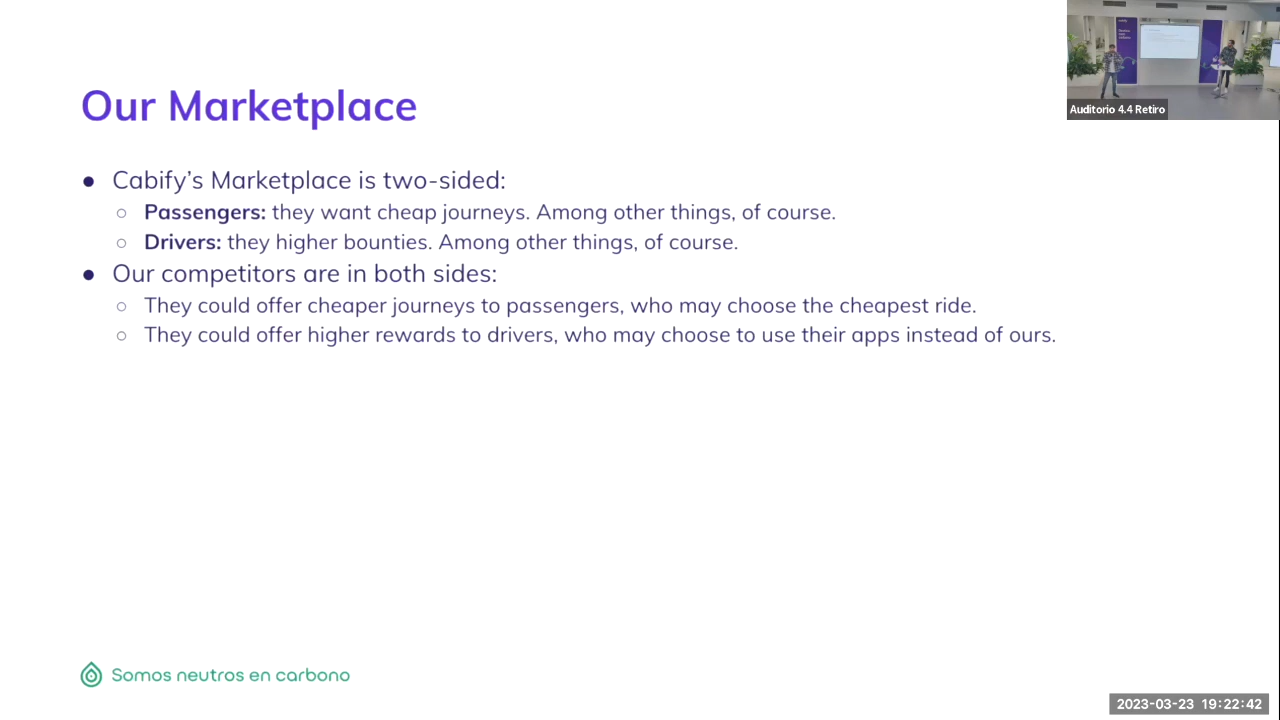 Our Marketplace
● Cabify's Marketplace is two-sided:
○ Passengers: they want cheap journeys. Among other things, of course.
○ Drivers: they higher bounties. Among other things, of course.
● Our competitors are in both sides:
○ They could offer cheaper journeys to passengers, who may choose the cheapest ride.
○ They could offer higher rewards to drivers, who may choose to use their apps instead of ours.
Somos neutros en carbono
Auditorio 4.4 Retiro
2023-03-23 19:22:42